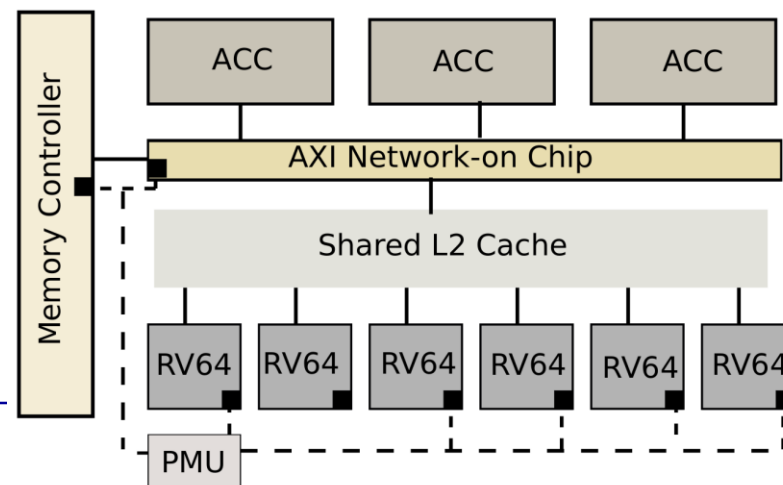 Memory Controller
ACC
ACC
ACC
AXI Network-on Chip
Shared L2 Cache
RV64
RV64
RV64
RV64
RV64
RV64
PMU